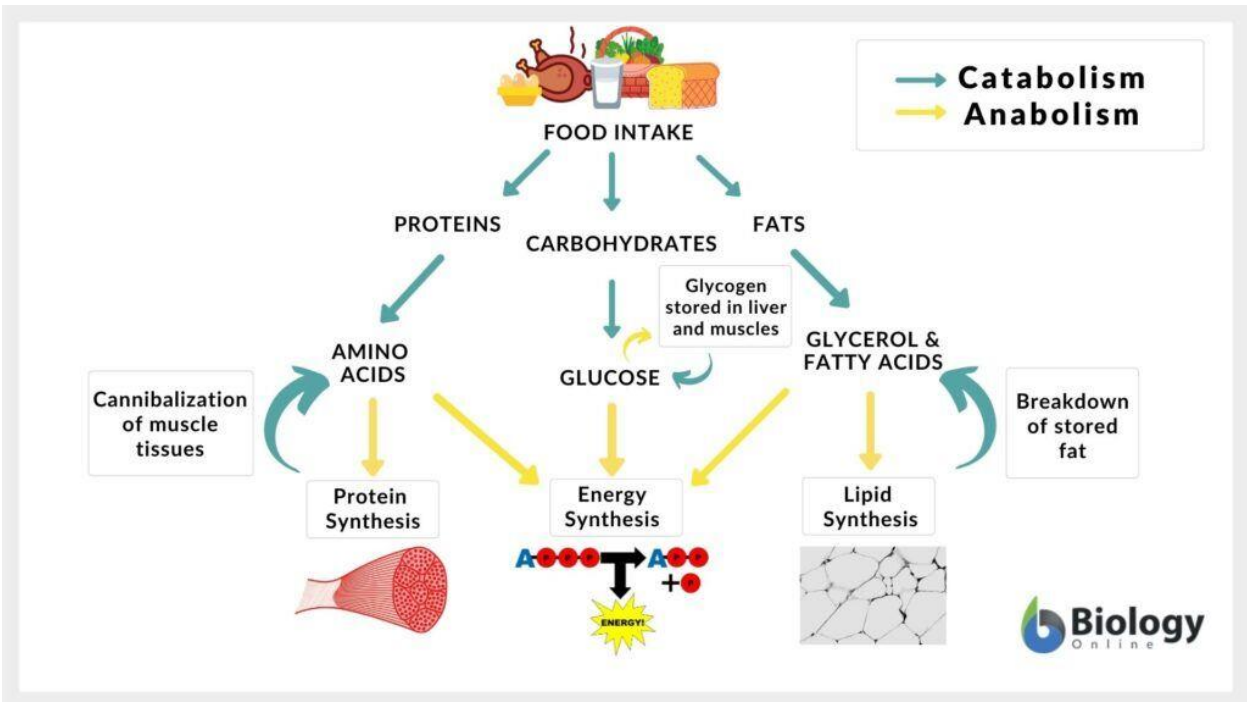 Catabolism
Anabolism
FOOD INTAKE
PROTEINS
CARBOHYDRATES
FATS
Glycogen
stored in liver
and muscles
AMINO
ACIDS
GLUCOSE
GLYCEROL &
FATTY ACIDS
Cannibalization
of muscle
tissues
Breakdown
of stored
fat
Protein
Synthesis
Energy
Synthesis
Lipid
Synthesis
A-P-P-P
A-P-P
+P
ENERGY!
Biology
Online